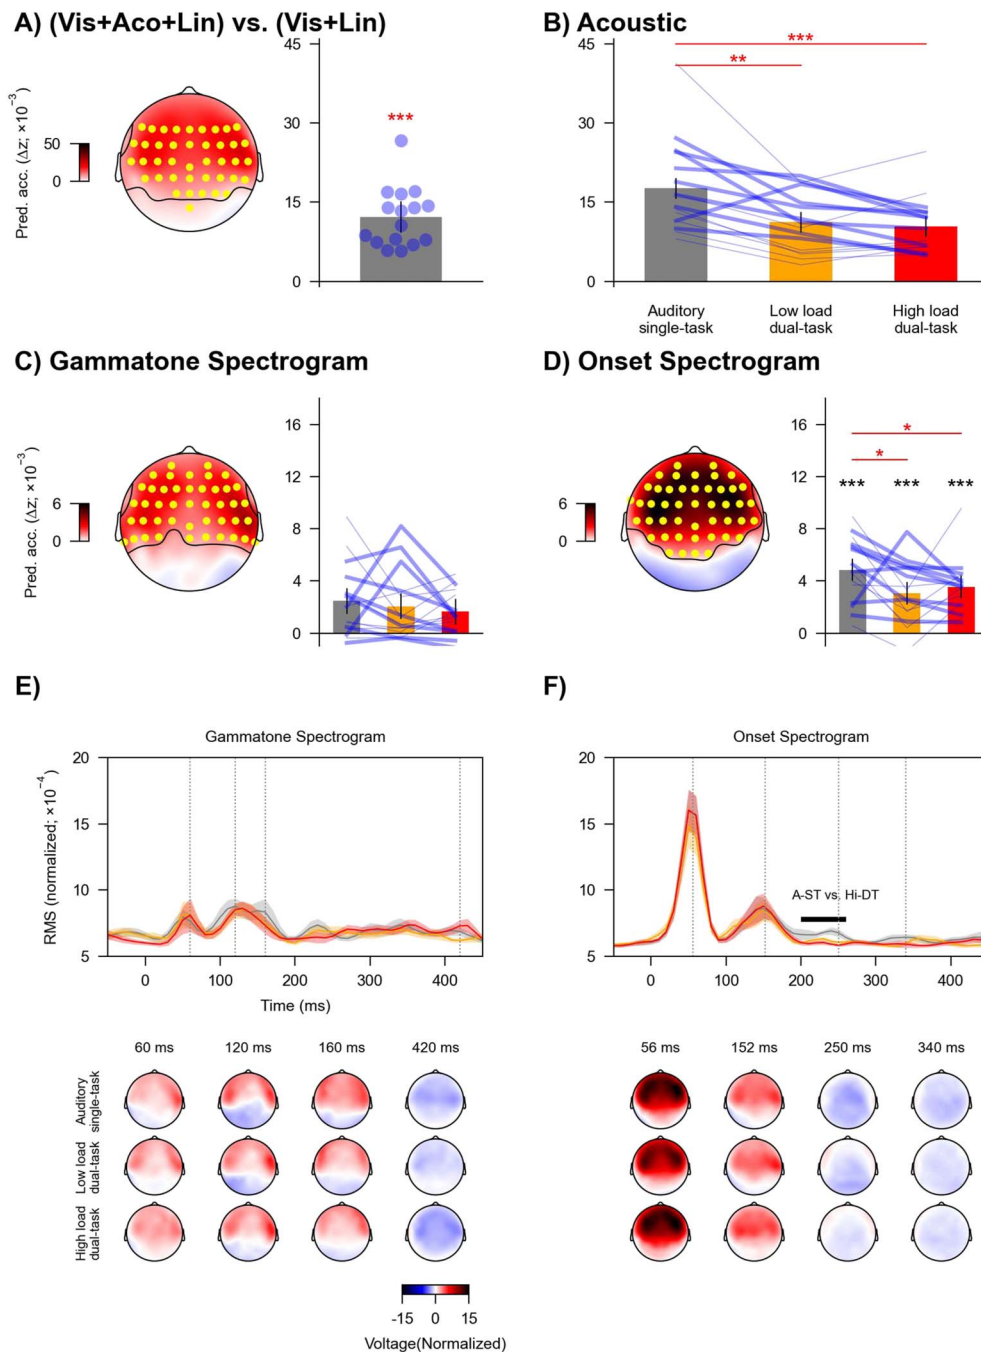 A) (Vis+Aco+Lin) vs. (Vis+Lin)
Pred. acc. (Δz; ×10⁻³)
50
0
45
30
15
0
***
B) Acoustic
45
30
15
0
***
**
Auditory
single-task
Low load
dual-task
High load
dual-task
C) Gammatone Spectrogram
Pred. acc. (Δz; ×10⁻³)
6
0
16
12
8
4
0
D) Onset Spectrogram
6
0
16
12
8
4
0
*
*
*** *** ***
E)
Gammatone Spectrogram
RMS (normalized; ×10⁻⁴)
20
15
10
5
0 100 200 300 400
Time (ms)
F)
Onset Spectrogram
20
15
10
5
A-ST vs. Hi-DT
0 100 200 300 400
60 ms 120 ms 160 ms 420 ms
56 ms 152 ms 250 ms 340 ms
Auditory
single-task
Low load
dual-task
High load
dual-task
-15 0 15
Voltage(Normalized)